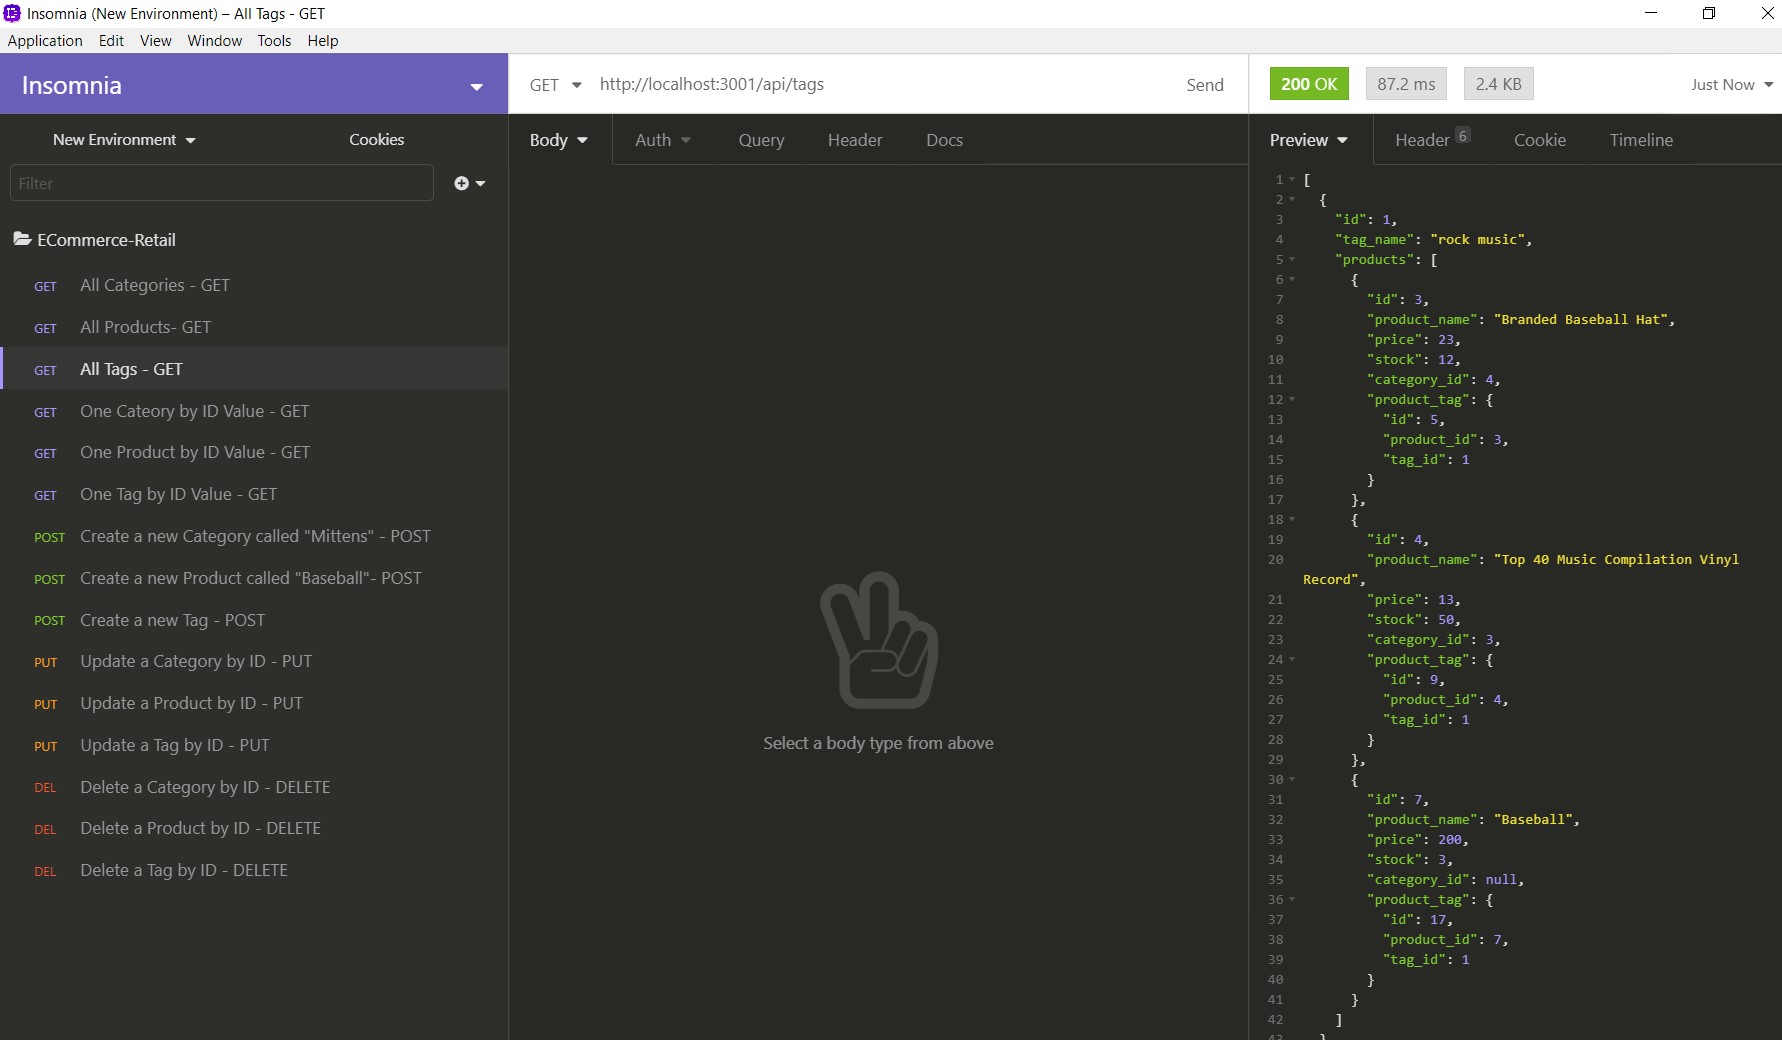 Insomnia (New Environment) – All Tags - GET
Application Edit View Window Tools Help
Insomnia
GET http://localhost:3001/api/tags Send
200 OK 87.2 ms 2.4 KB Just Now
New Environment Cookies
Body Auth Query Header Docs
Preview Header 6 Cookie Timeline
Filter
ECommerce-Retail
GET All Categories - GET
GET All Products- GET
GET All Tags - GET
GET One Cateory by ID Value - GET
GET One Product by ID Value - GET
GET One Tag by ID Value - GET
POST Create a new Category called "Mittens" - POST
POST Create a new Product called "Baseball"- POST
POST Create a new Tag - POST
PUT Update a Category by ID - PUT
PUT Update a Product by ID - PUT
PUT Update a Tag by ID - PUT
DEL Delete a Category by ID - DELETE
DEL Delete a Product by ID - DELETE
DEL Delete a Tag by ID - DELETE
Select a body type from above
1 [
2 {
3 "id": 1,
4 "tag_name": "rock music",
5 "products": [
6 {
7 "id": 3,
8 "product_name": "Branded Baseball Hat",
9 "price": 23,
10 "stock": 12,
11 "category_id": 4,
12 "product_tag": {
13 "id": 5,
14 "product_id": 3,
15 "tag_id": 1
16 }
17 },
18 {
19 "id": 4,
20 "product_name": "Top 40 Music Compilation Vinyl
Record",
21 "price": 13,
22 "stock": 50,
23 "category_id": 3,
24 "product_tag": {
25 "id": 9,
26 "product_id": 4,
27 "tag_id": 1
28 }
29 },
30 {
31 "id": 7,
32 "product_name": "Baseball",
33 "price": 200,
34 "stock": 3,
35 "category_id": null,
36 "product_tag": {
37 "id": 17,
38 "product_id": 7,
39 "tag_id": 1
40 }
41 }
42 ]
43 }